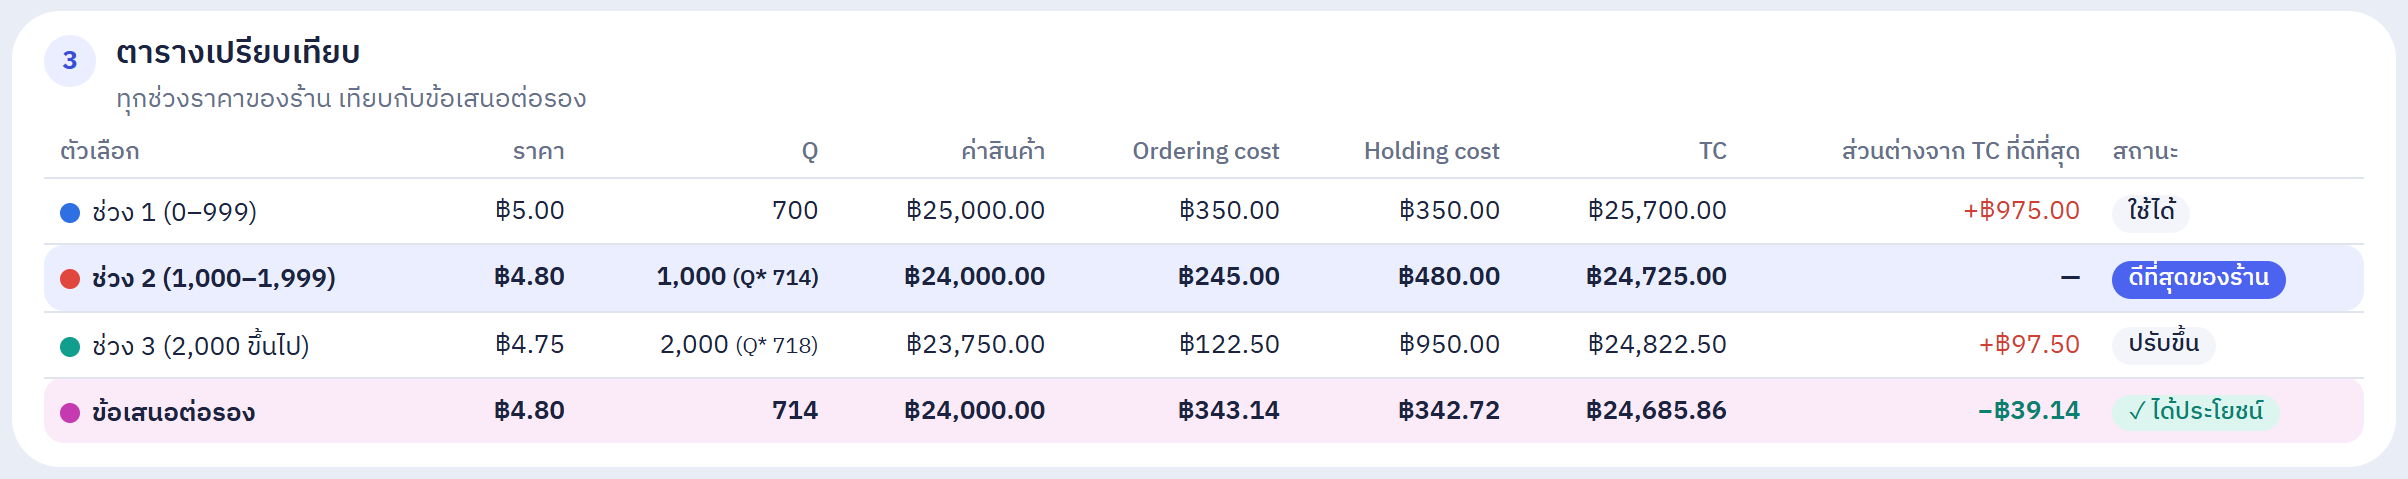 3
ตารางเปรียบเทียบ
ทุกช่วงราคาของร้าน เทียบกับข้อเสนอต่อรอง
ตัวเลือก ราคา Q ค่าสินค้า Ordering cost Holding cost TC ส่วนต่างจาก TC ที่ดีที่สุด สถานะ
ช่วง 1 (0–999) ฿5.00 700 ฿25,000.00 ฿350.00 ฿350.00 ฿25,700.00 +฿975.00 ใช้ได้
ช่วง 2 (1,000–1,999) ฿4.80 1,000 (Q* 714) ฿24,000.00 ฿245.00 ฿480.00 ฿24,725.00 — ดีที่สุดของร้าน
ช่วง 3 (2,000 ขึ้นไป) ฿4.75 2,000 (Q* 718) ฿23,750.00 ฿122.50 ฿950.00 ฿24,822.50 +฿97.50 ปรับขึ้น
ข้อเสนอต่อรอง ฿4.80 714 ฿24,000.00 ฿343.14 ฿342.72 ฿24,685.86 −฿39.14 ✓ ได้ประโยชน์